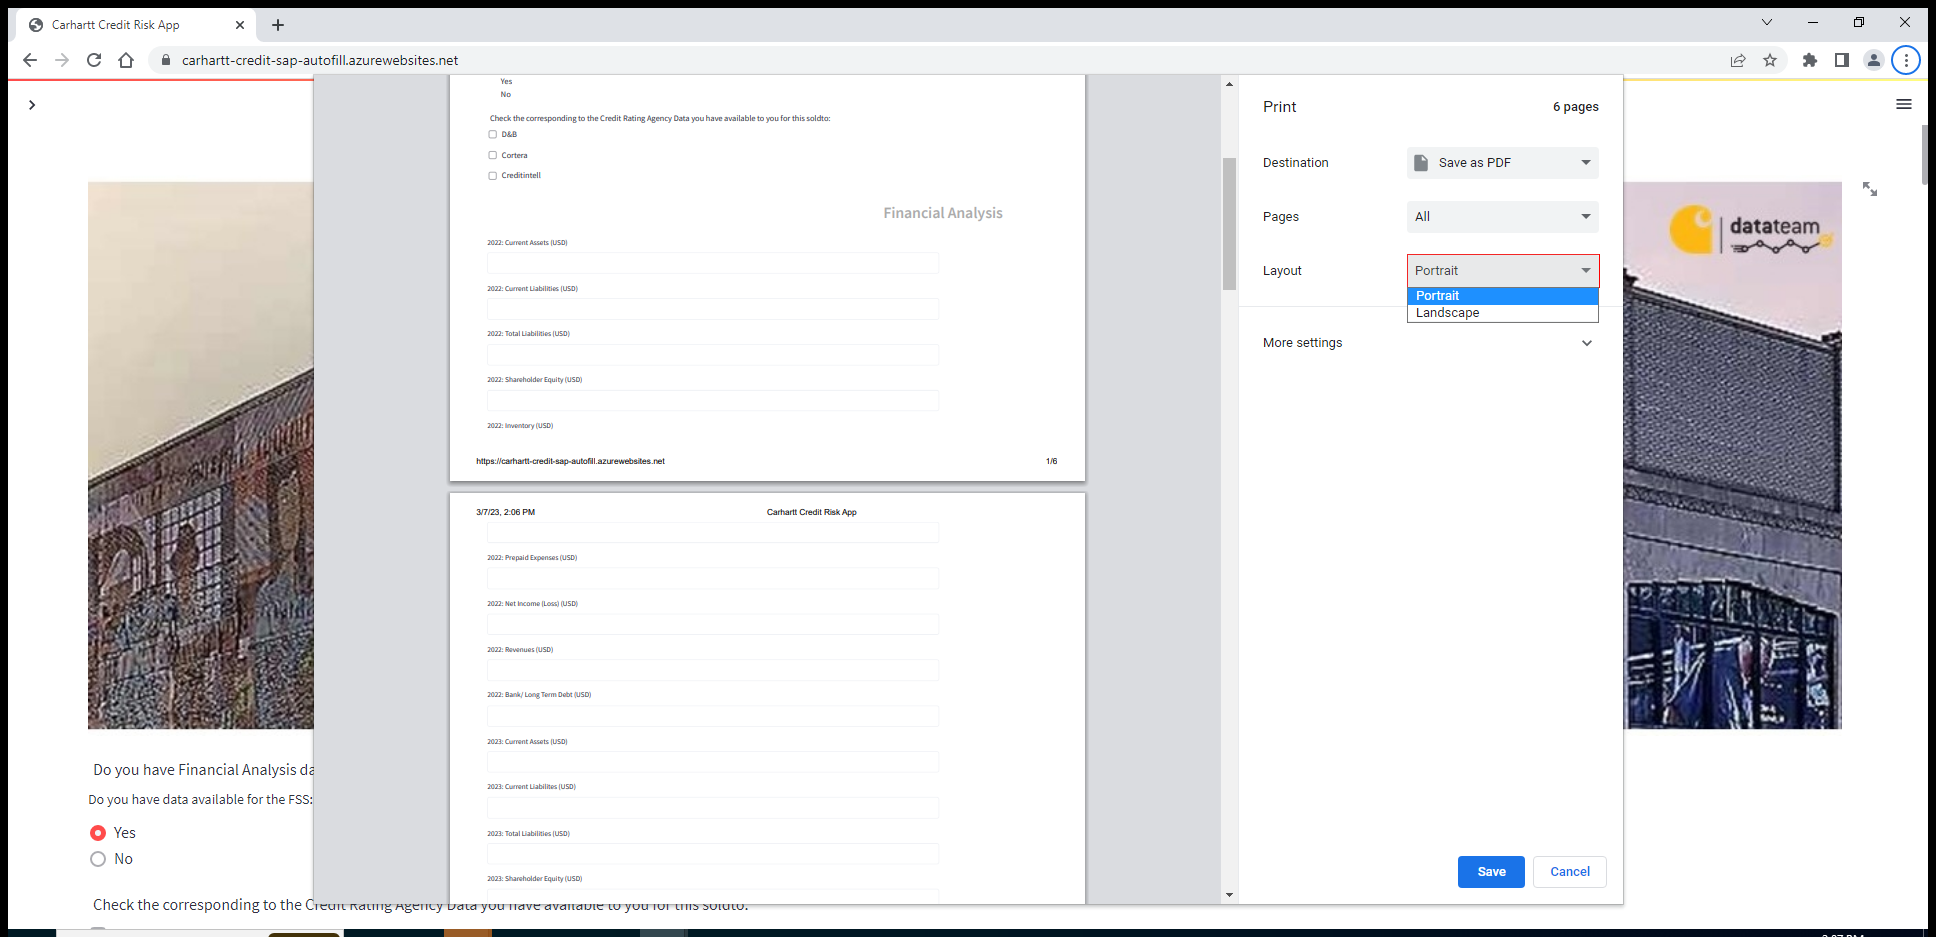 Carhartt Credit Risk App
carhartt-credit-sap-autofill.azurewebsites.net
Yes
No
Check the corresponding to the Credit Rating Agency Data you have available to you for this soldto:
D&B
Cortera
Creditintell
Financial Analysis
2022: Current Assets (USD)
2022: Current Liabilities (USD)
2022: Total Liabilities (USD)
2022: Shareholder Equity (USD)
2022: Inventory (USD)
https://carhartt-credit-sap-autofill.azurewebsites.net 1/6
3/7/23, 2:06 PM Carhartt Credit Risk App
2022: Prepaid Expenses (USD)
2022: Net Income (Loss) (USD)
2022: Revenues (USD)
2022: Bank/ Long Term Debt (USD)
2023: Current Assets (USD)
2023: Current Liabilites (USD)
2023: Total Liabilities (USD)
2023: Shareholder Equity (USD)
Print 6 pages
Destination Save as PDF
Pages All
Layout Portrait
Portrait
Landscape
More settings
Save Cancel
datateam
Do you have Financial Analysis da
Do you have data available for the FSS:
Yes
No
Check the corresponding to the Credit Rating Agency Data you have available to you for this soldto: